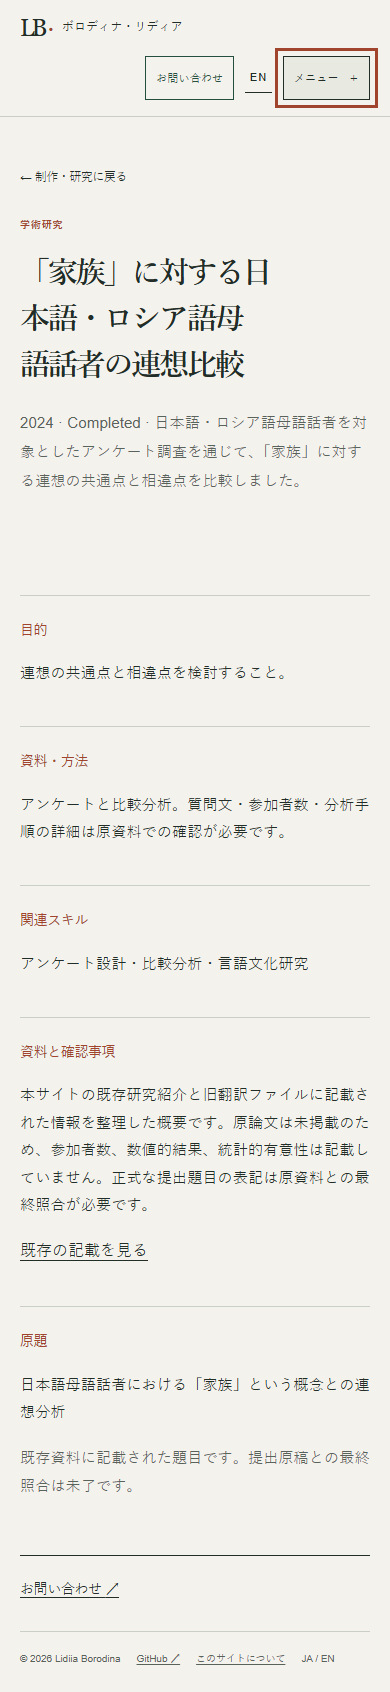 LB• ボロディナ・リディア
お問い合わせ EN メニュー +
← 制作・研究に戻る
学術研究
「家族」に対する日
本語・ロシア語母
語話者の連想比較
2024 · Completed · 日本語・ロシア語母語話者を対
象としたアンケート調査を通じて、「家族」に対す
る連想の共通点と相違点を比較しました。
目的
連想の共通点と相違点を検討すること。
資料・方法
アンケートと比較分析。質問文・参加者数・分析手
順の詳細は原資料での確認が必要です。
関連スキル
アンケート設計・比較分析・言語文化研究
資料と確認事項
本サイトの既存研究紹介と旧翻訳ファイルに記載さ
れた情報を整理した概要です。原論文は未掲載のた
め、参加者数、数値的結果、統計的有意性は記載し
ていません。正式な提出題目の表記は原資料との最
終照合が必要です。
既存の記載を見る
原題
日本語母語話者における「家族」という概念との連
想分析
既存資料に記載された題目です。提出原稿との最終
照合は未了です。
お問い合わせ ↗
© 2026 Lidiia Borodina GitHub ↗ このサイトについて JA / EN